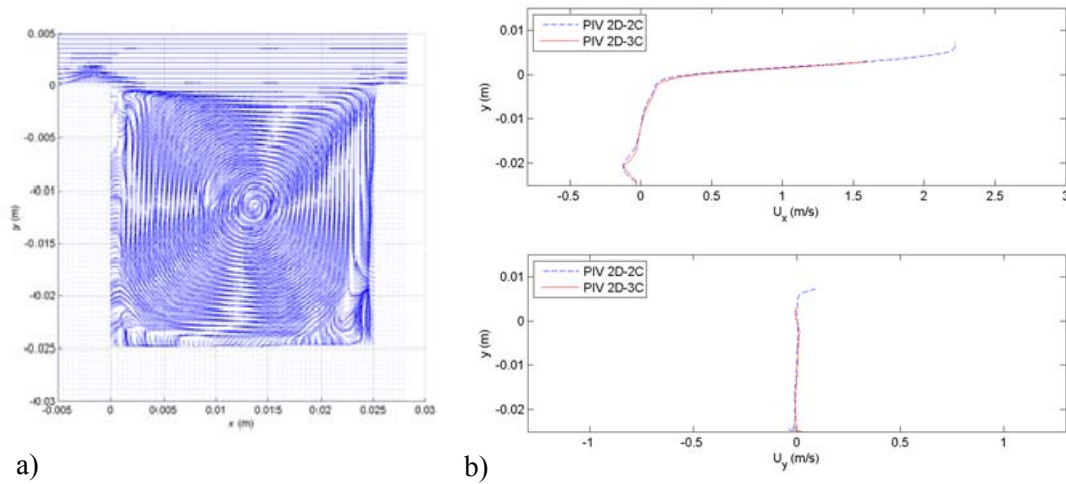 0.005
0
-0.005
-0.01
-0.015
-0.02
-0.025
-0.03
y (m)
-0.005 0 0.005 0.01 0.015 0.02 0.025 0.03
x (m)
a)
PIV 2D-2C
PIV 2D-3C
0.01
0
-0.01
-0.02
y (m)
-0.5 0 0.5 1 1.5 2 2.5 3
U_x (m/s)
PIV 2D-2C
PIV 2D-3C
0.01
0
-0.01
-0.02
y (m)
-1 -0.5 0 0.5 1
U_y (m/s)
b)